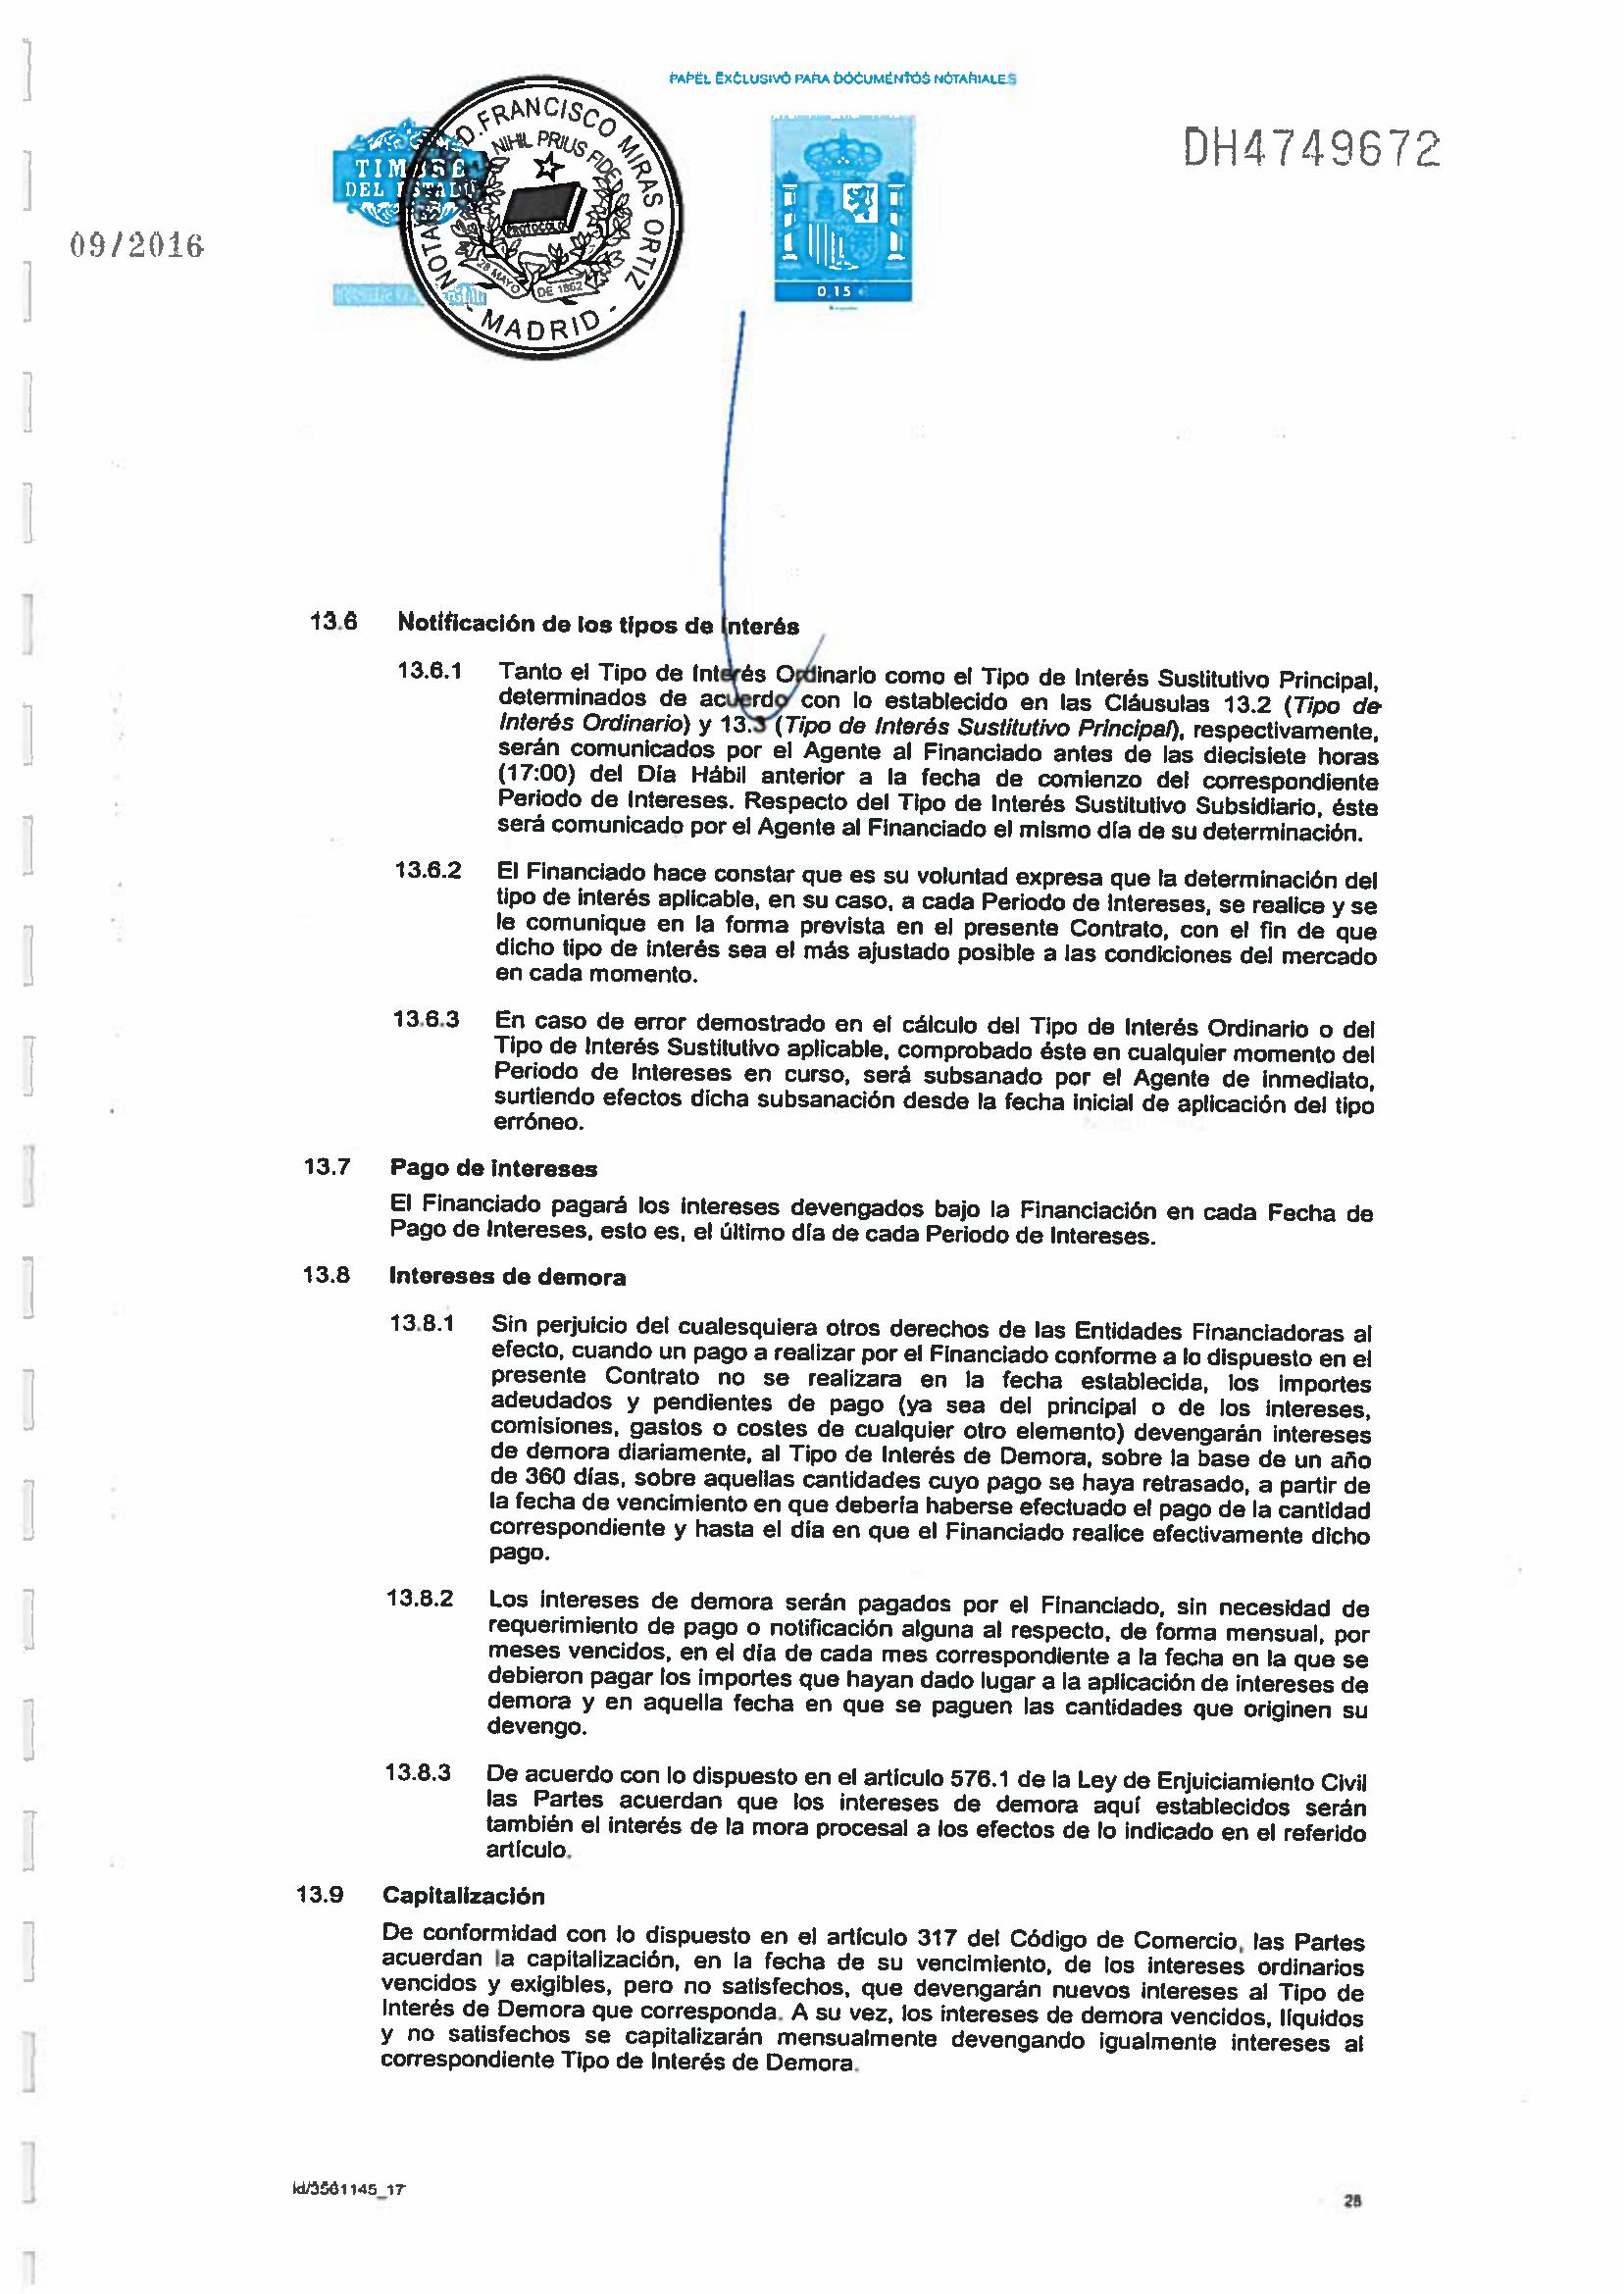 PAPEL EXCLUSIVO PARA DOCUMENTOS NOTARIALES
DH4749672
TIMBRE
DEL ESTADO
D. FRANCISCO MIRAS ORTIZ
NIHIL PRIUS FIDE
PROTOCOLO
28 MAYO DE 1862
- MADRID -
0,15 €
09/2016
13.6 Notificación de los tipos de interés
13.6.1 Tanto el Tipo de Interés Ordinario como el Tipo de Interés Sustitutivo Principal,
determinados de acuerdo con lo establecido en las Cláusulas 13.2 (Tipo de
Interés Ordinario) y 13.3 (Tipo de Interés Sustitutivo Principal), respectivamente,
serán comunicados por el Agente al Financiado antes de las diecisiete horas
(17:00) del Día Hábil anterior a la fecha de comienzo del correspondiente
Periodo de Intereses. Respecto del Tipo de Interés Sustitutivo Subsidiario, éste
será comunicado por el Agente al Financiado el mismo día de su determinación.
13.6.2 El Financiado hace constar que es su voluntad expresa que la determinación del
tipo de interés aplicable, en su caso, a cada Periodo de Intereses, se realice y se
le comunique en la forma prevista en el presente Contrato, con el fin de que
dicho tipo de interés sea el más ajustado posible a las condiciones del mercado
en cada momento.
13.6.3 En caso de error demostrado en el cálculo del Tipo de Interés Ordinario o del
Tipo de Interés Sustitutivo aplicable, comprobado éste en cualquier momento del
Periodo de Intereses en curso, será subsanado por el Agente de inmediato,
surtiendo efectos dicha subsanación desde la fecha inicial de aplicación del tipo
erróneo.
13.7 Pago de intereses
El Financiado pagará los intereses devengados bajo la Financiación en cada Fecha de
Pago de Intereses, esto es, el último día de cada Periodo de Intereses.
13.8 Intereses de demora
13.8.1 Sin perjuicio del cualesquiera otros derechos de las Entidades Financiadoras al
efecto, cuando un pago a realizar por el Financiado conforme a lo dispuesto en el
presente Contrato no se realizara en la fecha establecida, los importes
adeudados y pendientes de pago (ya sea del principal o de los intereses,
comisiones, gastos o costes de cualquier otro elemento) devengarán intereses
de demora diariamente, al Tipo de Interés de Demora, sobre la base de un año
de 360 días, sobre aquellas cantidades cuyo pago se haya retrasado, a partir de
la fecha de vencimiento en que debería haberse efectuado el pago de la cantidad
correspondiente y hasta el día en que el Financiado realice efectivamente dicho
pago.
13.8.2 Los intereses de demora serán pagados por el Financiado, sin necesidad de
requerimiento de pago o notificación alguna al respecto, de forma mensual, por
meses vencidos, en el día de cada mes correspondiente a la fecha en la que se
debieron pagar los importes que hayan dado lugar a la aplicación de intereses de
demora y en aquella fecha en que se paguen las cantidades que originen su
devengo.
13.8.3 De acuerdo con lo dispuesto en el artículo 576.1 de la Ley de Enjuiciamiento Civil
las Partes acuerdan que los intereses de demora aquí establecidos serán
también el interés de la mora procesal a los efectos de lo indicado en el referido
artículo.
13.9 Capitalización
De conformidad con lo dispuesto en el artículo 317 del Código de Comercio, las Partes
acuerdan la capitalización, en la fecha de su vencimiento, de los intereses ordinarios
vencidos y exigibles, pero no satisfechos, que devengarán nuevos intereses al Tipo de
Interés de Demora que corresponda. A su vez, los intereses de demora vencidos, líquidos
y no satisfechos se capitalizarán mensualmente devengando igualmente intereses al
correspondiente Tipo de Interés de Demora.
kl/3561145_17
28